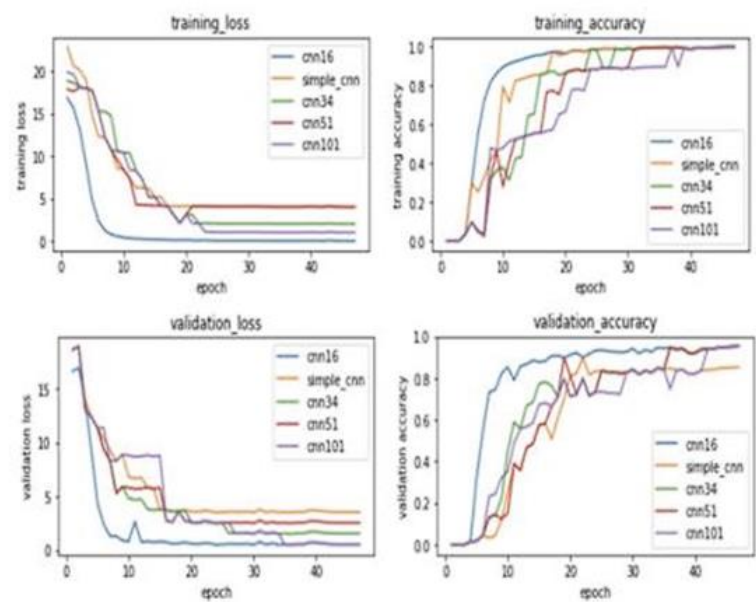 training_loss
training loss
20
15
10
5
0
cnn16
simple_cnn
cnn34
cnn51
cnn101
0
10
20
30
40
epoch
training_accuracy
training accuracy
1.0
0.8
0.6
0.4
0.2
0.0
cnn16
simple_cnn
cnn34
cnn51
cnn101
0
10
20
30
40
epoch
validation_loss
validation loss
15
10
5
0
cnn16
simple_cnn
cnn34
cnn51
cnn101
0
10
20
30
40
epoch
validation_accuracy
validation accuracy
1.0
0.8
0.6
0.4
0.2
0.0
cnn16
simple_cnn
cnn34
cnn51
cnn101
0
10
20
30
40
epoch